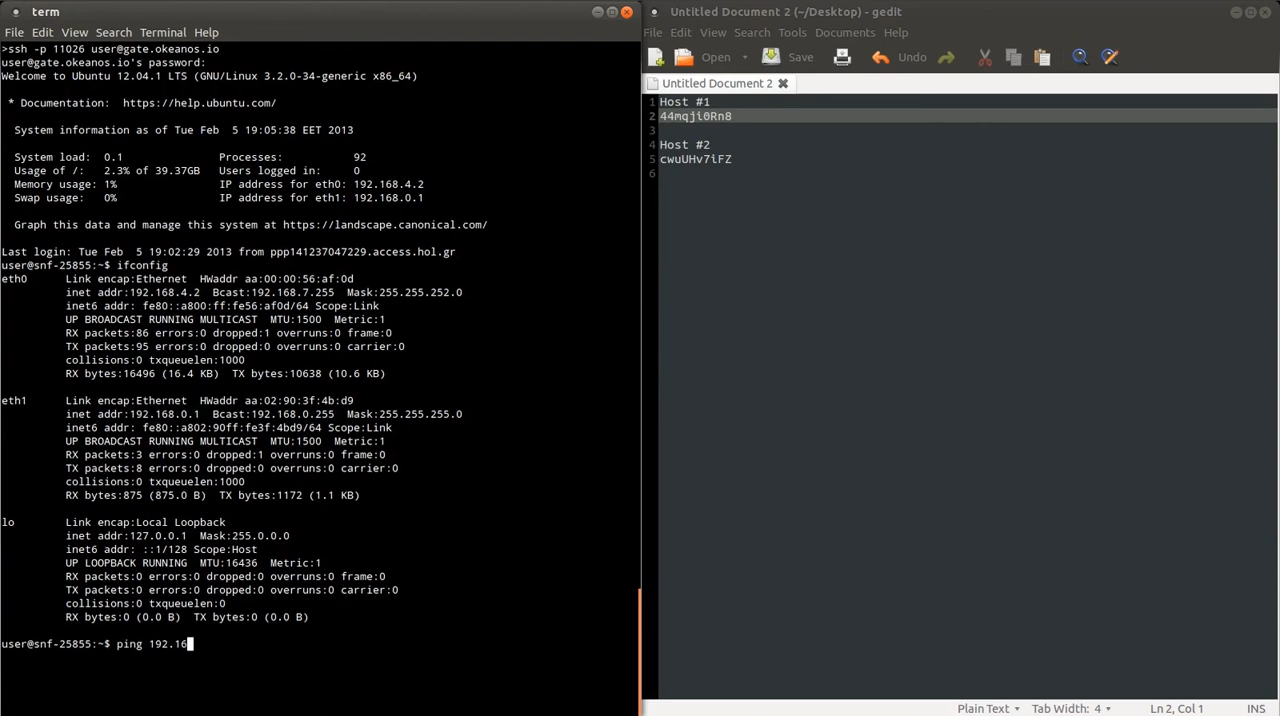 term
File Edit View Search Terminal Help
>ssh -p 11026 user@gate.okeanos.io
user@gate.okeanos.io's password:
Welcome to Ubuntu 12.04.1 LTS (GNU/Linux 3.2.0-34-generic x86_64)
* Documentation:  https://help.ubuntu.com/
System information as of Tue Feb  5 19:05:38 EET 2013
System load:  0.1               Processes:           92
Usage of /:   2.3% of 39.37GB   Users logged in:     0
Memory usage: 1%                IP address for eth0: 192.168.4.2
Swap usage:   0%                IP address for eth1: 192.168.0.1
Graph this data and manage this system at https://landscape.canonical.com/
Last login: Tue Feb  5 19:02:29 2013 from ppp141237047229.access.hol.gr
user@snf-25855:~$ ifconfig
eth0      Link encap:Ethernet  HWaddr aa:00:00:56:af:0d
inet addr:192.168.4.2  Bcast:192.168.7.255  Mask:255.255.252.0
inet6 addr: fe80::a800:ff:fe56:af0d/64 Scope:Link
UP BROADCAST RUNNING MULTICAST  MTU:1500  Metric:1
RX packets:86 errors:0 dropped:1 overruns:0 frame:0
TX packets:95 errors:0 dropped:0 overruns:0 carrier:0
collisions:0 txqueuelen:1000
RX bytes:16496 (16.4 KB)  TX bytes:10638 (10.6 KB)
eth1      Link encap:Ethernet  HWaddr aa:02:90:3f:4b:d9
inet addr:192.168.0.1  Bcast:192.168.0.255  Mask:255.255.255.0
inet6 addr: fe80::a802:90ff:fe3f:4bd9/64 Scope:Link
UP BROADCAST RUNNING MULTICAST  MTU:1500  Metric:1
RX packets:3 errors:0 dropped:1 overruns:0 frame:0
TX packets:8 errors:0 dropped:0 overruns:0 carrier:0
collisions:0 txqueuelen:1000
RX bytes:875 (875.0 B)  TX bytes:1172 (1.1 KB)
lo        Link encap:Local Loopback
inet addr:127.0.0.1  Mask:255.0.0.0
inet6 addr: ::1/128 Scope:Host
UP LOOPBACK RUNNING  MTU:16436  Metric:1
RX packets:0 errors:0 dropped:0 overruns:0 frame:0
TX packets:0 errors:0 dropped:0 overruns:0 carrier:0
collisions:0 txqueuelen:0
RX bytes:0 (0.0 B)  TX bytes:0 (0.0 B)
user@snf-25855:~$ ping 192.16
Untitled Document 2 (~/Desktop) - gedit
File Edit View Search Tools Documents Help
Open Save Undo
Untitled Document 2
1 Host #1
2 44mqji0Rn8
3
4 Host #2
5 cwuUHv7iFZ
6
Plain Text Tab Width: 4 Ln 2, Col 1 INS